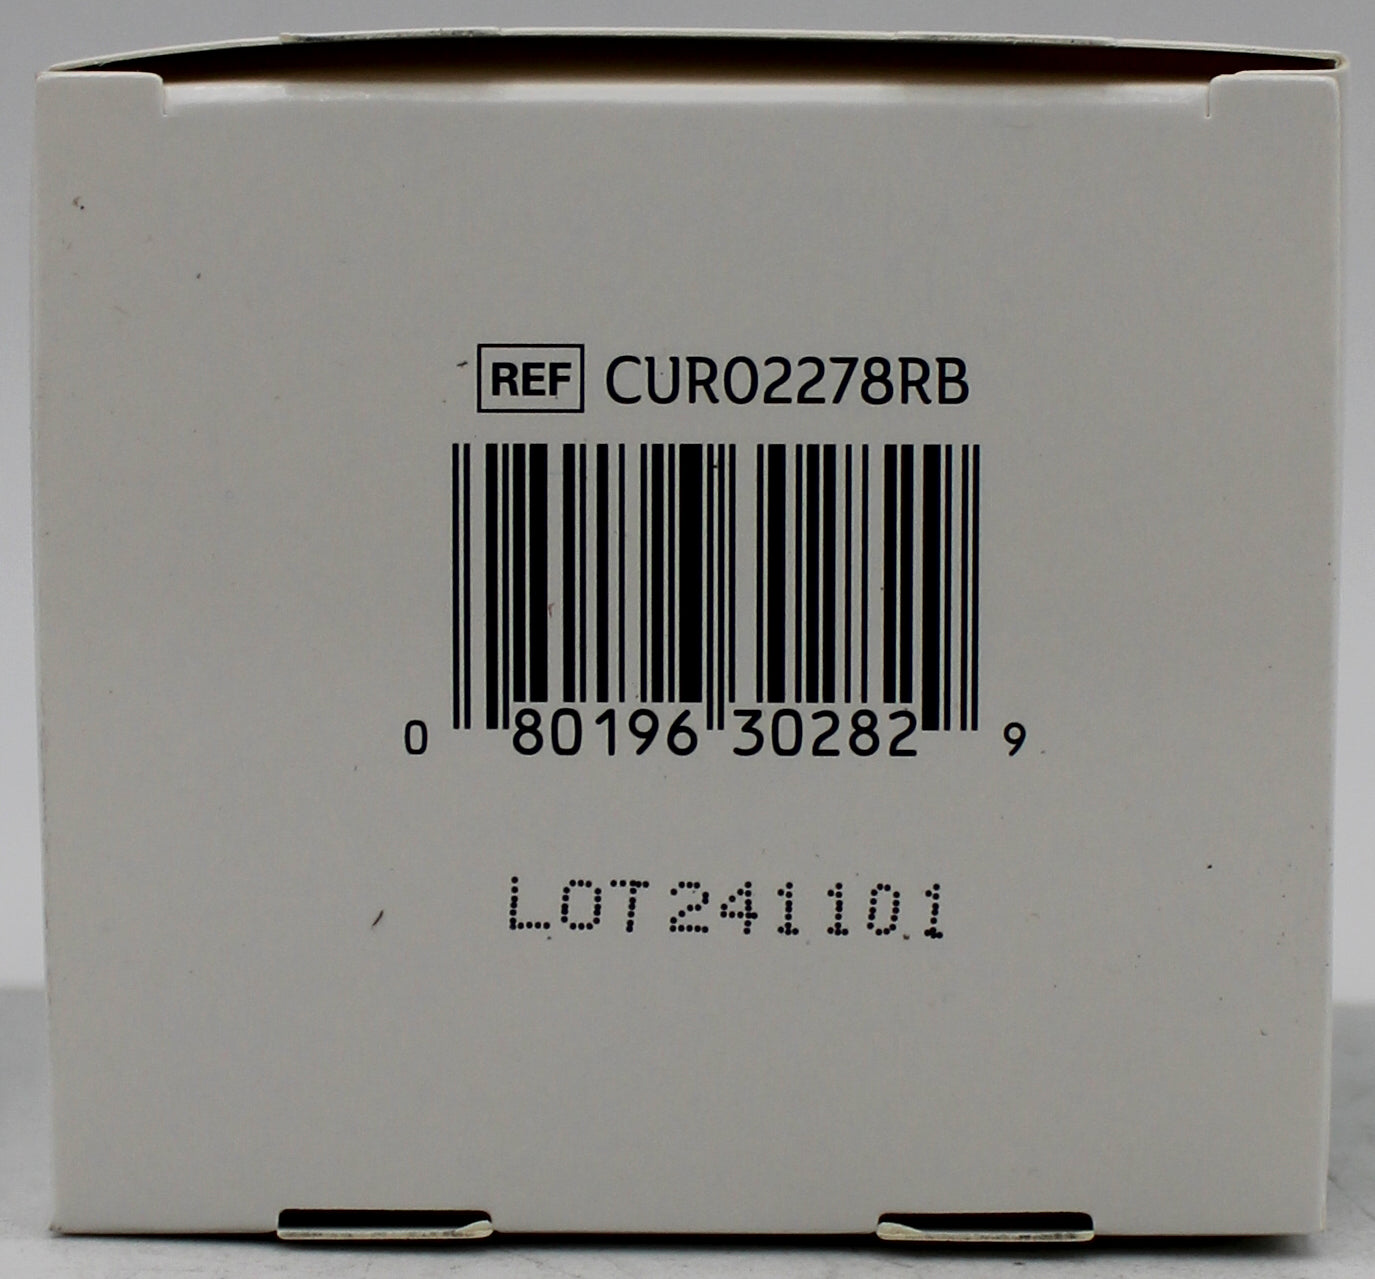 REF CUR02278RB
0 80196 30282 9
LOT 241101